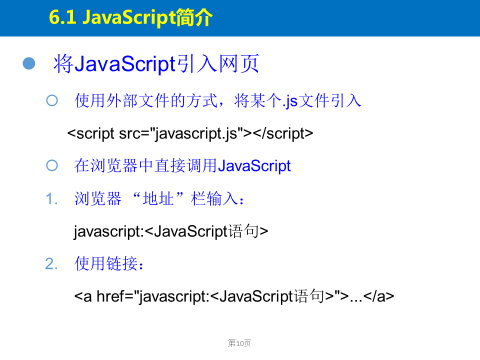 6.1 JavaScript简介
将JavaScript引入网页
使用外部文件的方式，将某个.js文件引入
<script src="javascript.js"></script>
在浏览器中直接调用JavaScript
1. 浏览器 “地址”栏输入：
javascript:<JavaScript语句>
2. 使用链接：
<a href="javascript:<JavaScript语句>">...</a>
第10页